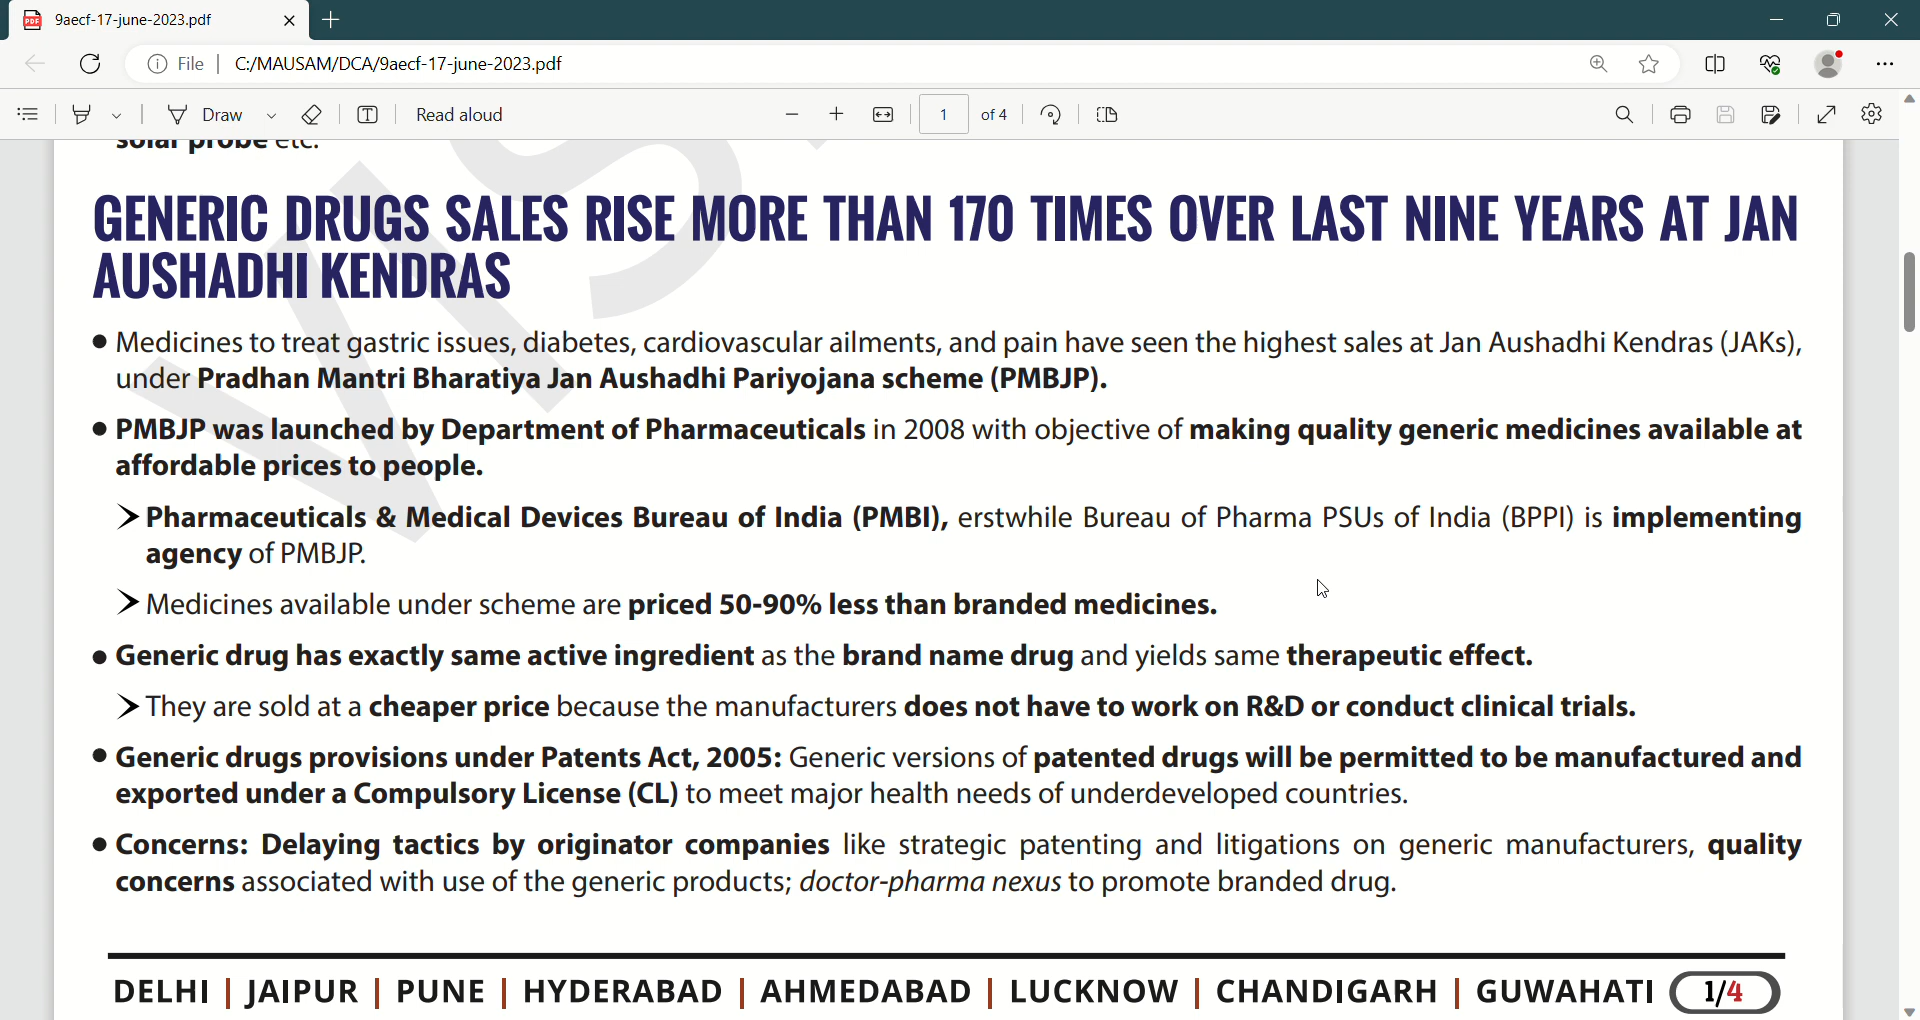 9aecf-17-june-2023.pdf
File
C:/MAUSAM/DCA/9aecf-17-june-2023.pdf
Draw
Read aloud
1
of 4
solar probe etc.
GENERIC DRUGS SALES RISE MORE THAN 170 TIMES OVER LAST NINE YEARS AT JAN
AUSHADHI KENDRAS
● Medicines to treat gastric issues, diabetes, cardiovascular ailments, and pain have seen the highest sales at Jan Aushadhi Kendras (JAKs),
under Pradhan Mantri Bharatiya Jan Aushadhi Pariyojana scheme (PMBJP).
● PMBJP was launched by Department of Pharmaceuticals in 2008 with objective of making quality generic medicines available at
affordable prices to people.
➢ Pharmaceuticals & Medical Devices Bureau of India (PMBI), erstwhile Bureau of Pharma PSUs of India (BPPI) is implementing
agency of PMBJP.
➢ Medicines available under scheme are priced 50-90% less than branded medicines.
● Generic drug has exactly same active ingredient as the brand name drug and yields same therapeutic effect.
➢ They are sold at a cheaper price because the manufacturers does not have to work on R&D or conduct clinical trials.
● Generic drugs provisions under Patents Act, 2005: Generic versions of patented drugs will be permitted to be manufactured and
exported under a Compulsory License (CL) to meet major health needs of underdeveloped countries.
● Concerns: Delaying tactics by originator companies like strategic patenting and litigations on generic manufacturers, quality
concerns associated with use of the generic products; doctor-pharma nexus to promote branded drug.
DELHI | JAIPUR | PUNE | HYDERABAD | AHMEDABAD | LUCKNOW | CHANDIGARH | GUWAHATI 1/4